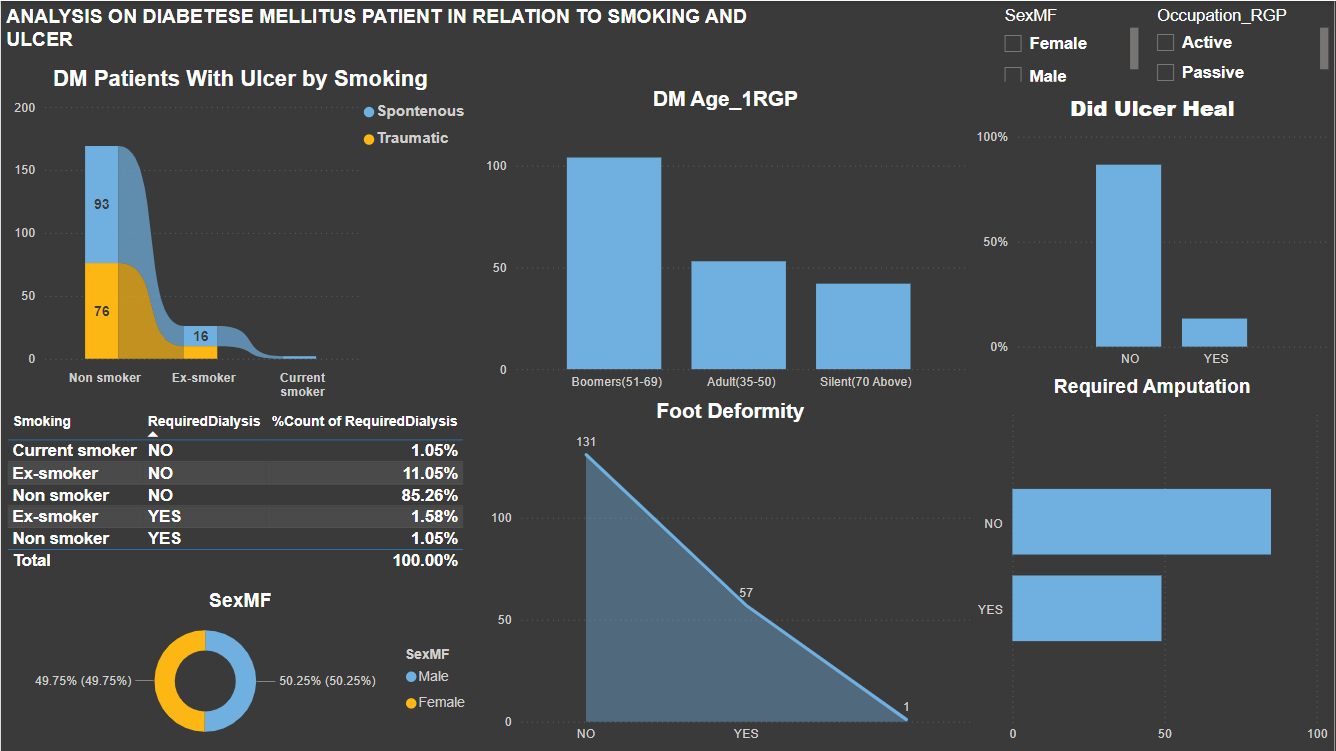 ANALYSIS ON DIABETESE MELLITUS PATIENT IN RELATION TO SMOKING AND
ULCER
SexMF
Female
Male
Occupation_RGP
Active
Passive
DM Patients With Ulcer by Smoking
Spontenous
Traumatic
200
150
100
50
0
93
76
16
Non smoker
Ex-smoker
Current
smoker
DM Age_1RGP
100
50
0
Boomers(51-69)
Adult(35-50)
Silent(70 Above)
Did Ulcer Heal
100%
50%
0%
NO
YES
Smoking RequiredDialysis %Count of RequiredDialysis
Current smoker NO 1.05%
Ex-smoker NO 11.05%
Non smoker NO 85.26%
Ex-smoker YES 1.58%
Non smoker YES 1.05%
Total 100.00%
Foot Deformity
131
57
1
100
50
0
NO
YES
Required Amputation
NO
YES
0
50
100
SexMF
49.75% (49.75%)
50.25% (50.25%)
SexMF
Male
Female